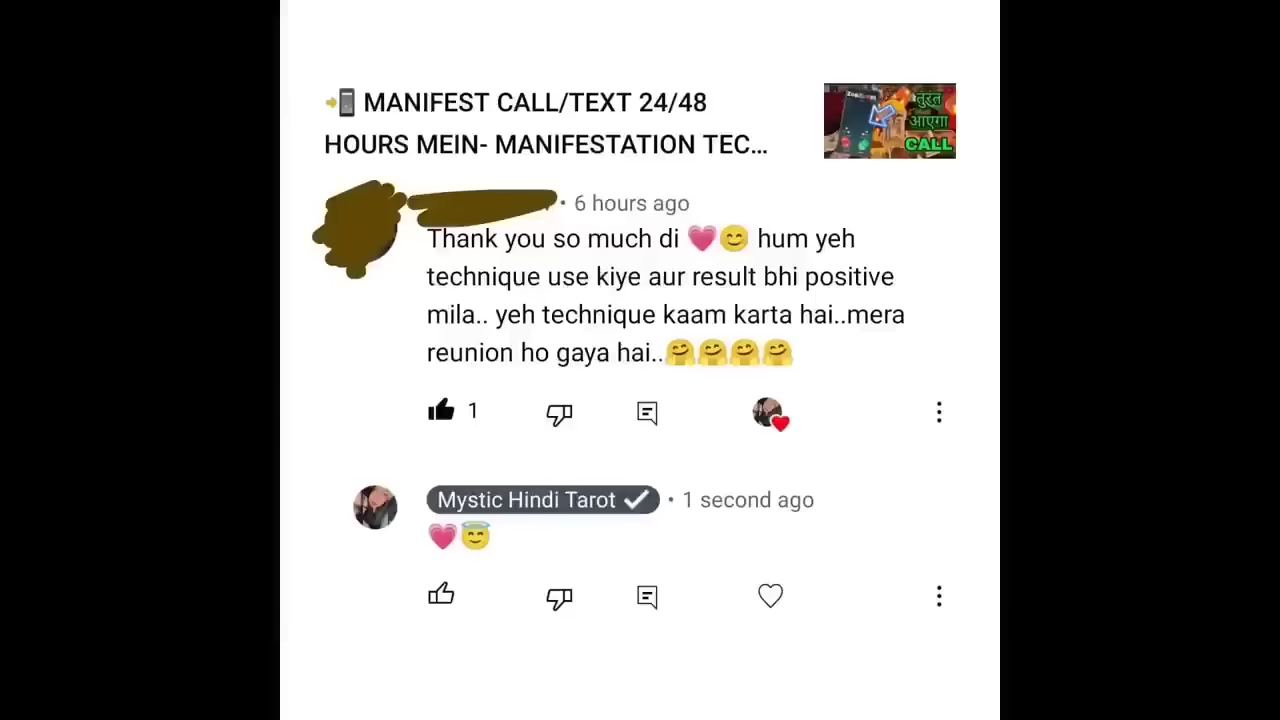 📲 MANIFEST CALL/TEXT 24/48
HOURS MEIN- MANIFESTATION TEC...
तुरंत
आएगा
CALL
• 6 hours ago
Thank you so much di 💗😊 hum yeh
technique use kiye aur result bhi positive
mila.. yeh technique kaam karta hai..mera
reunion ho gaya hai..🤗🤗🤗🤗
1
Mystic Hindi Tarot ✓ • 1 second ago
💗😇